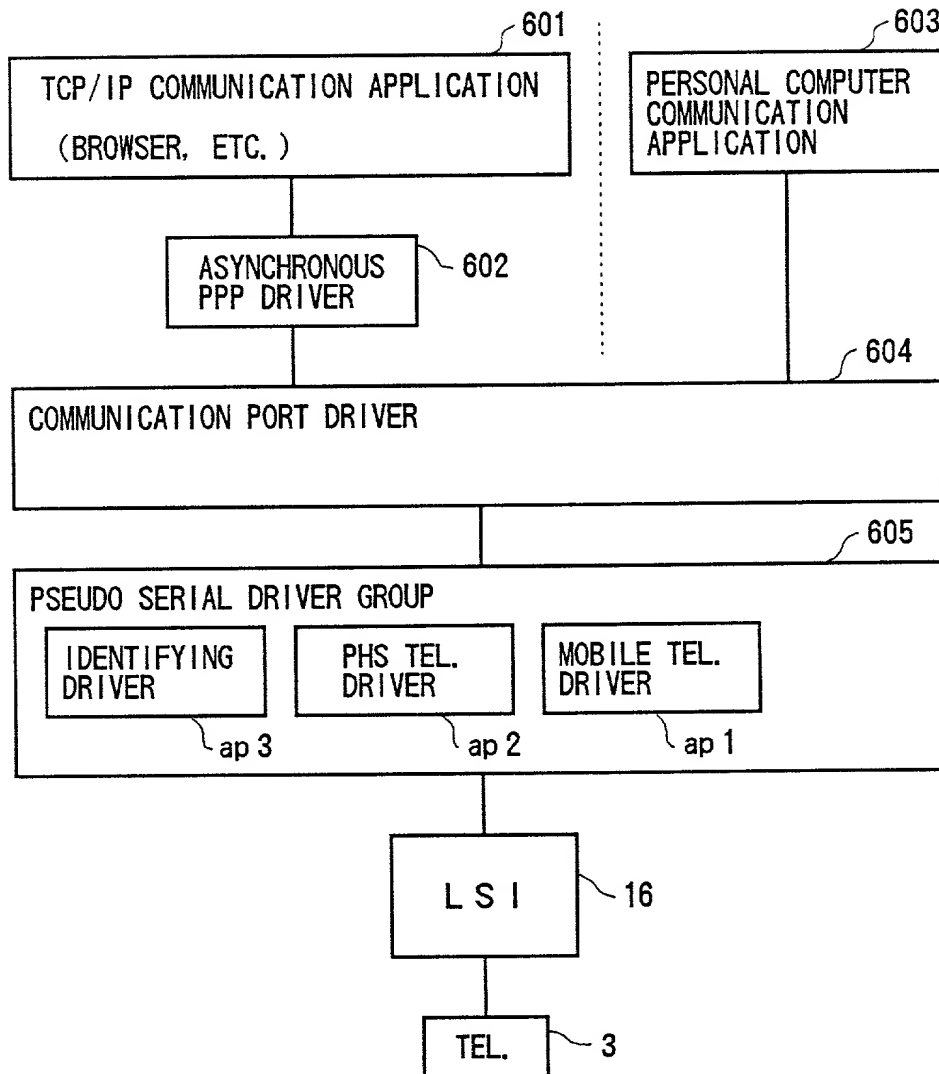 601
603
TCP/IP COMMUNICATION APPLICATION
(BROWSER, ETC.)
PERSONAL COMPUTER
COMMUNICATION
APPLICATION
ASYNCHRONOUS
PPP DRIVER
602
604
COMMUNICATION PORT DRIVER
605
PSEUDO SERIAL DRIVER GROUP
IDENTIFYING
DRIVER
PHS TEL.
DRIVER
MOBILE TEL.
DRIVER
ap 3
ap 2
ap 1
LSI
16
TEL.
3